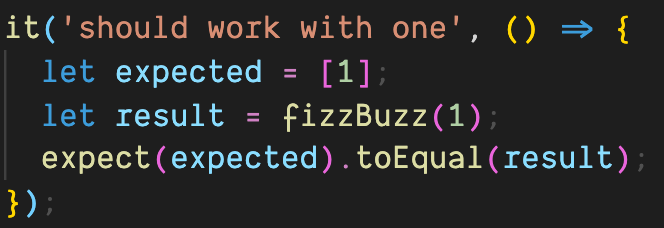 it('should work with one', () => {
  let expected = [1];
  let result = fizzBuzz(1);
  expect(expected).toEqual(result);
});